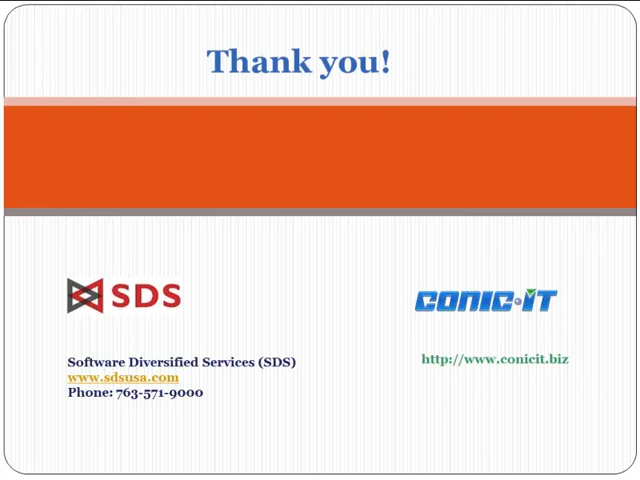 Thank you!
SDS
CONIC-IT
Software Diversified Services (SDS)
www.sdsusa.com
Phone: 763-571-9000
http://www.conicit.biz